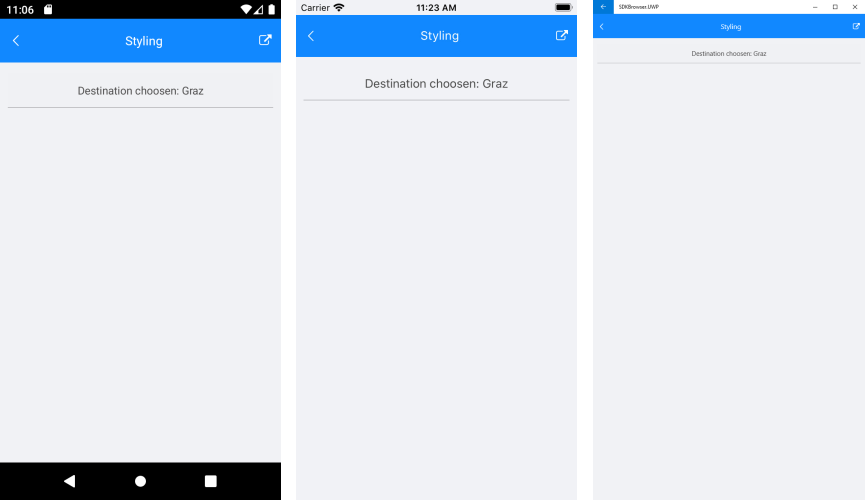 11:06
Styling
Destination choosen: Graz
Carrier 11:23 AM
Styling
Destination choosen: Graz
SDKBrowser.UWP
Styling
Destination choosen: Graz